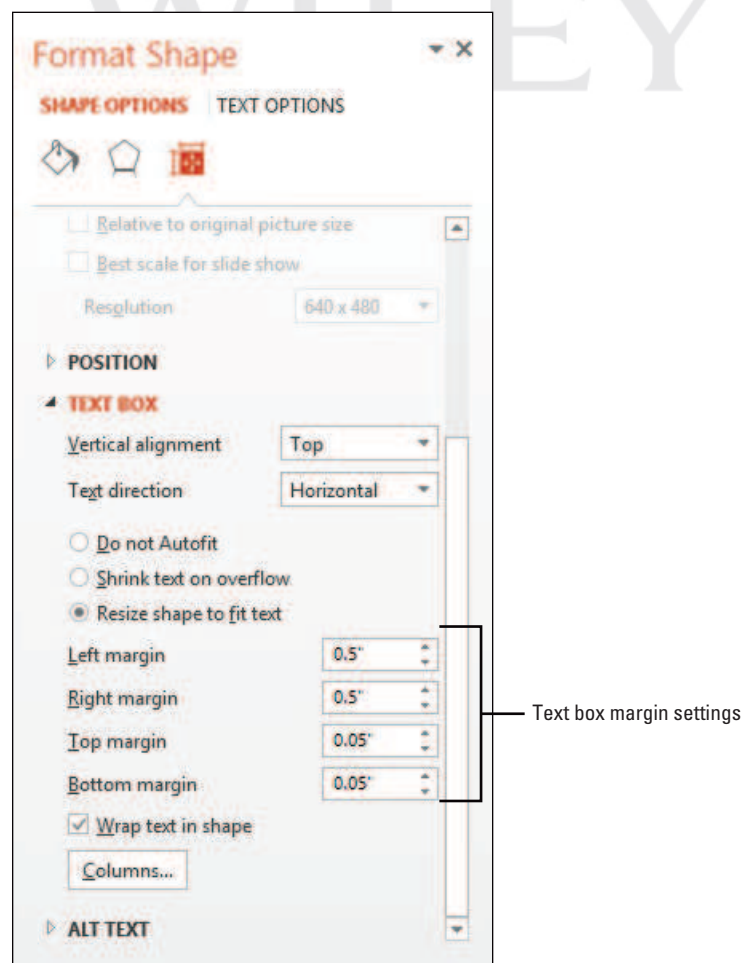 WILEY
Format Shape
SHAPE OPTIONS TEXT OPTIONS
Relative to original picture size
Best scale for slide show
Resolution 640 x 480
POSITION
TEXT BOX
Vertical alignment Top
Text direction Horizontal
Do not Autofit
Shrink text on overflow
Resize shape to fit text
Left margin 0.5"
Right margin 0.5"
Text box margin settings
Top margin 0.05"
Bottom margin 0.05"
Wrap text in shape
Columns...
ALT TEXT